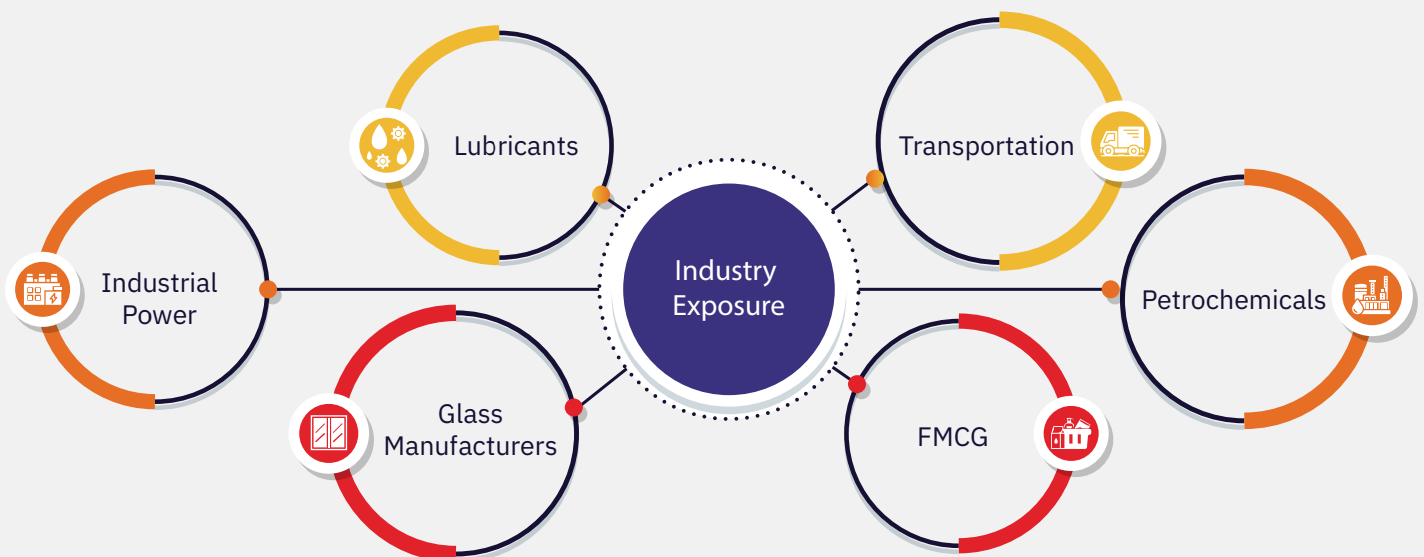 Lubricants
Transportation
Industrial
Power
Industry
Exposure
Petrochemicals
Glass
Manufacturers
FMCG